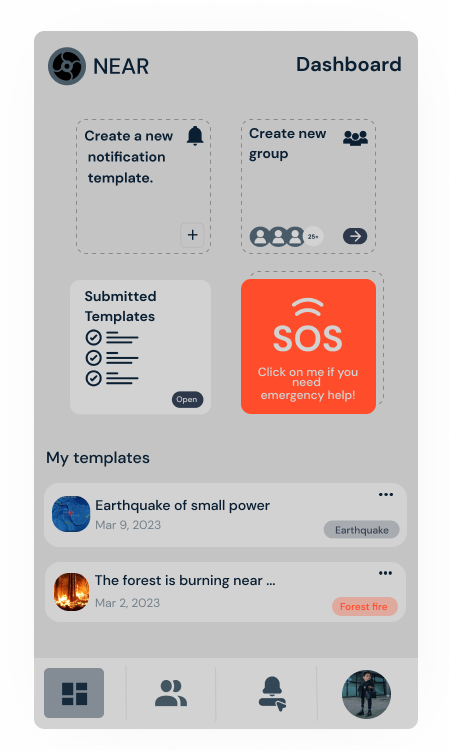 NEAR
Dashboard
Create a new
notification
template.
Create new
group
25+
Submitted
Templates
Open
SOS
Click on me if you
need
emergency help!
My templates
Earthquake of small power
Mar 9, 2023
Earthquake
The forest is burning near ...
Mar 2, 2023
Forest fire